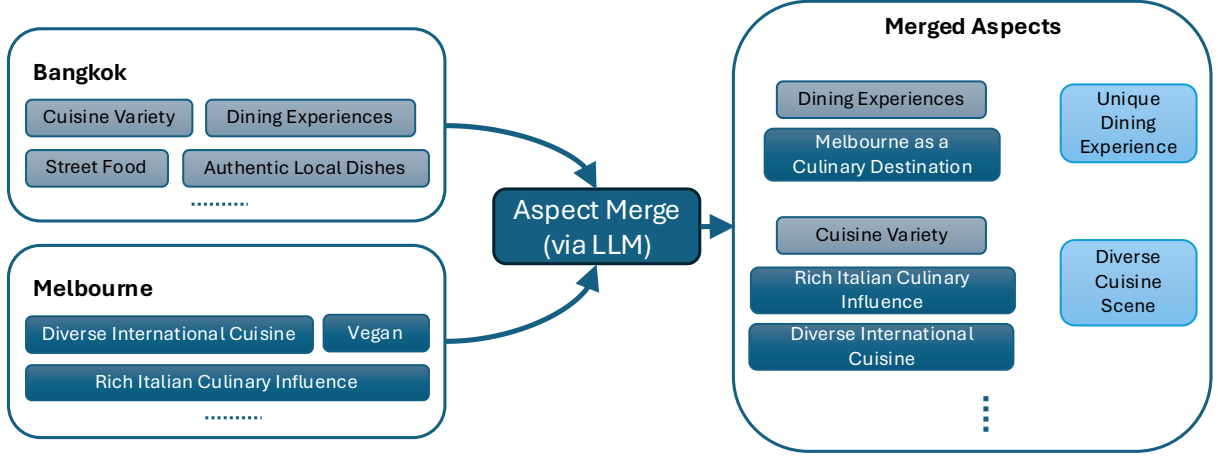 Bangkok
Cuisine Variety
Dining Experiences
Street Food
Authentic Local Dishes
Melbourne
Diverse International Cuisine
Vegan
Rich Italian Culinary Influence
Aspect Merge
(via LLM)
Merged Aspects
Dining Experiences
Melbourne as a
Culinary Destination
Unique
Dining
Experience
Cuisine Variety
Rich Italian Culinary
Influence
Diverse International
Cuisine
Diverse
Cuisine
Scene